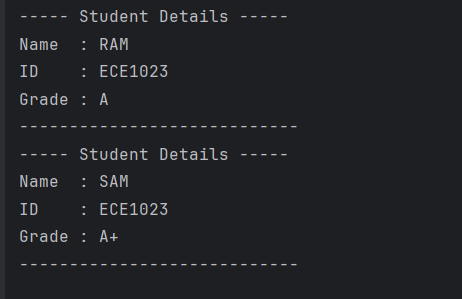 ----- Student Details -----
Name  : RAM
ID    : ECE1023
Grade : A
----------------------------
----- Student Details -----
Name  : SAM
ID    : ECE1023
Grade : A+
----------------------------